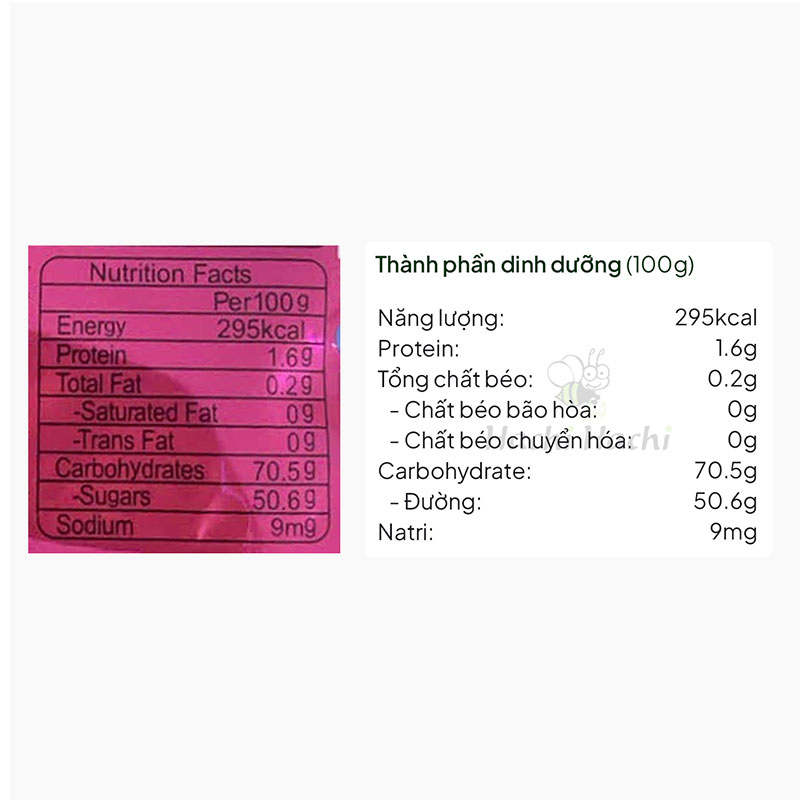 Nutrition Facts
Per100g
Energy 295kcal
Protein 1.6g
Total Fat 0.2g
-Saturated Fat 0g
-Trans Fat 0g
Carbohydrates 70.5g
-Sugars 50.6g
Sodium 9mg
Thành phần dinh dưỡng (100g)
Năng lượng: 295kcal
Protein: 1.6g
Tổng chất béo: 0.2g
- Chất béo bão hòa: 0g
- Chất béo chuyển hóa: 0g
Hachi Hachi
Carbohydrate: 70.5g
- Đường: 50.6g
Natri: 9mg